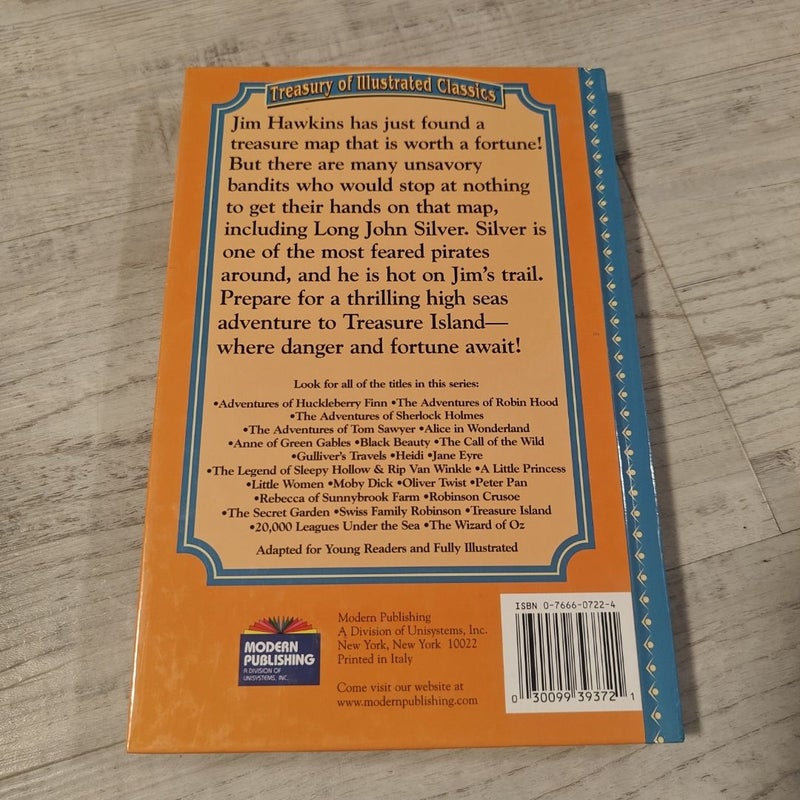 Treasury of Illustrated Classics
Jim Hawkins has just found a
treasure map that is worth a fortune!
But there are many unsavory
bandits who would stop at nothing
to get their hands on that map,
including Long John Silver. Silver is
one of the most feared pirates
around, and he is hot on Jim's trail.
Prepare for a thrilling high seas
adventure to Treasure Island—
where danger and fortune await!
Look for all of the titles in this series:
•Adventures of Huckleberry Finn •The Adventures of Robin Hood
•The Adventures of Sherlock Holmes
•The Adventures of Tom Sawyer •Alice in Wonderland
•Anne of Green Gables •Black Beauty •The Call of the Wild
•Gulliver's Travels •Heidi •Jane Eyre
•The Legend of Sleepy Hollow & Rip Van Winkle •A Little Princess
•Little Women •Moby Dick •Oliver Twist •Peter Pan
•Rebecca of Sunnybrook Farm •Robinson Crusoe
•The Secret Garden •Swiss Family Robinson •Treasure Island
•20,000 Leagues Under the Sea •The Wizard of Oz
Adapted for Young Readers and Fully Illustrated
MODERN
PUBLISHING
A DIVISION OF
UNISYSTEMS, INC.
Modern Publishing
A Division of Unisystems, Inc.
New York, New York 10022
Printed in Italy
Come visit our website at
www.modernpublishing.com
ISBN 0-7666-0722-4
0 30099 39372 1